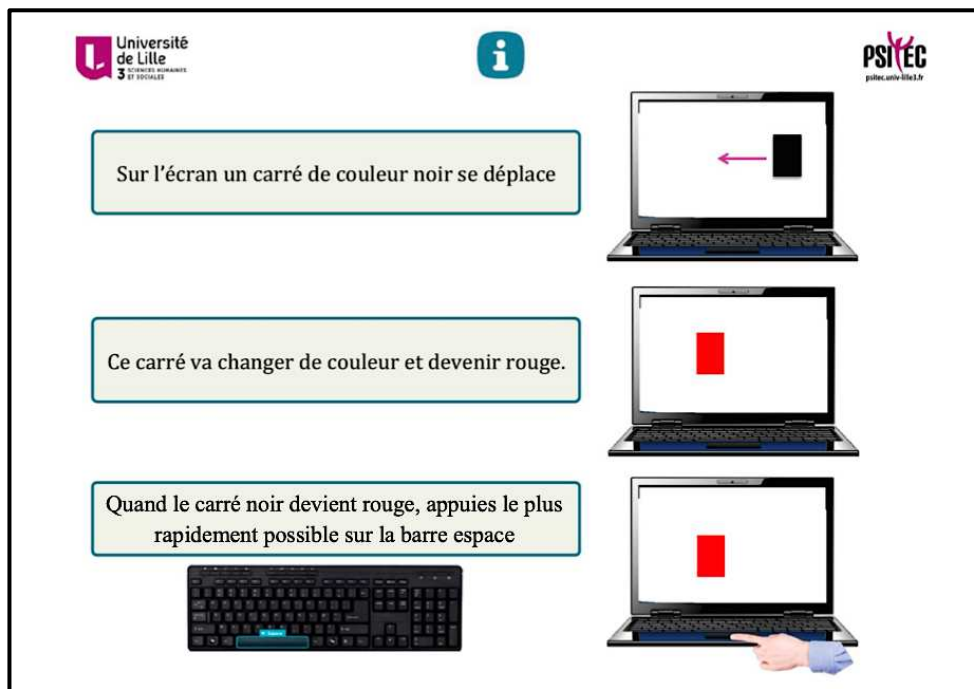 Université
de Lille
3 SCIENCES HUMAINES
ET SOCIALES
i
PSITEC
psitec.univ-lille3.fr
Sur l'écran un carré de couleur noir se déplace
Ce carré va changer de couleur et devenir rouge.
Quand le carré noir devient rouge, appuies le plus
rapidement possible sur la barre espace